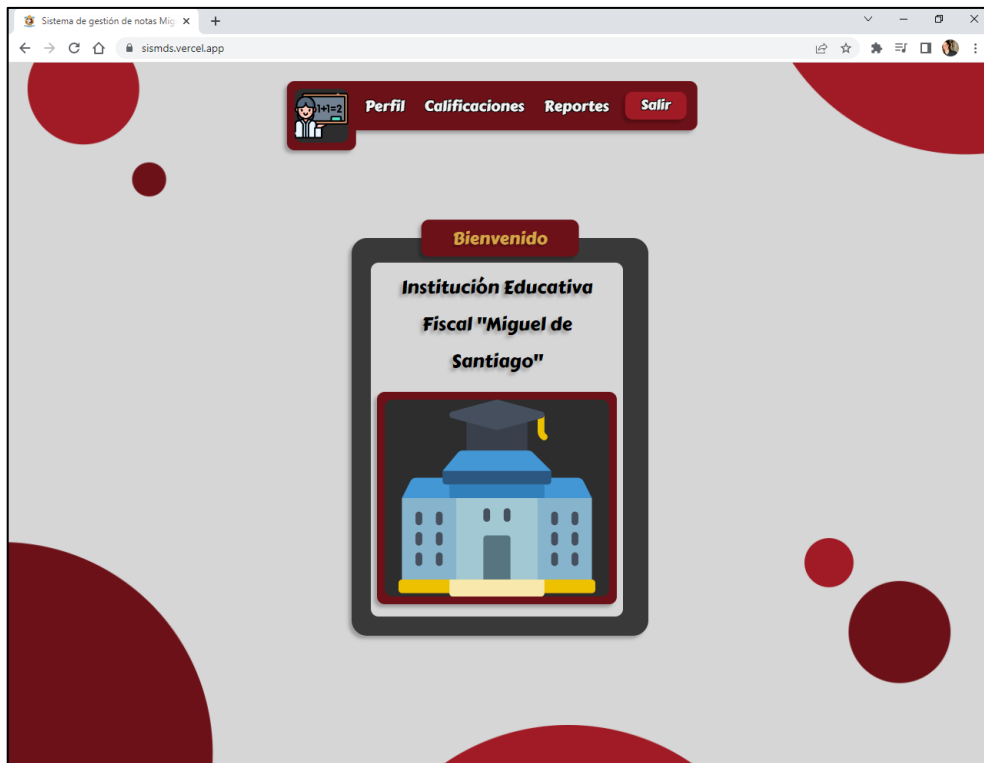 Sistema de gestión de notas Mig
sismds.vercel.app
1+1=2
Perfil
Calificaciones
Reportes
Salir
Bienvenido
Institución Educativa
Fiscal "Miguel de
Santiago"